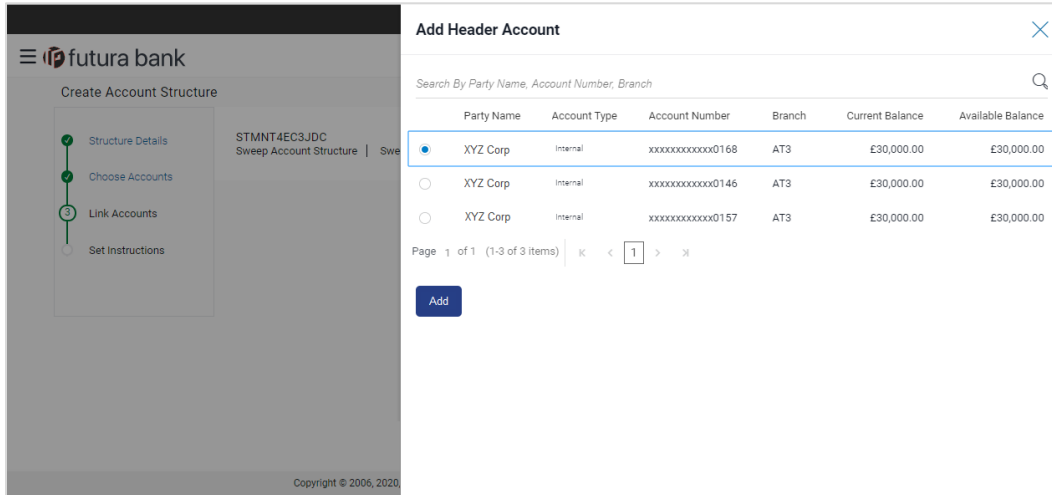 futura bank
Create Account Structure
Structure Details
Choose Accounts
3 Link Accounts
Set Instructions
STMNT4EC3JDC
Sweep Account Structure | Swe
Copyright © 2006, 2020,
Add Header Account
Search By Party Name, Account Number, Branch
Party Name Account Type Account Number Branch Current Balance Available Balance
XYZ Corp Internal xxxxxxxxxxxx0168 AT3 £30,000.00 £30,000.00
XYZ Corp Internal xxxxxxxxxxxx0146 AT3 £30,000.00 £30,000.00
XYZ Corp Internal xxxxxxxxxxxx0157 AT3 £30,000.00 £30,000.00
Page 1 of 1 (1-3 of 3 items) 1
Add